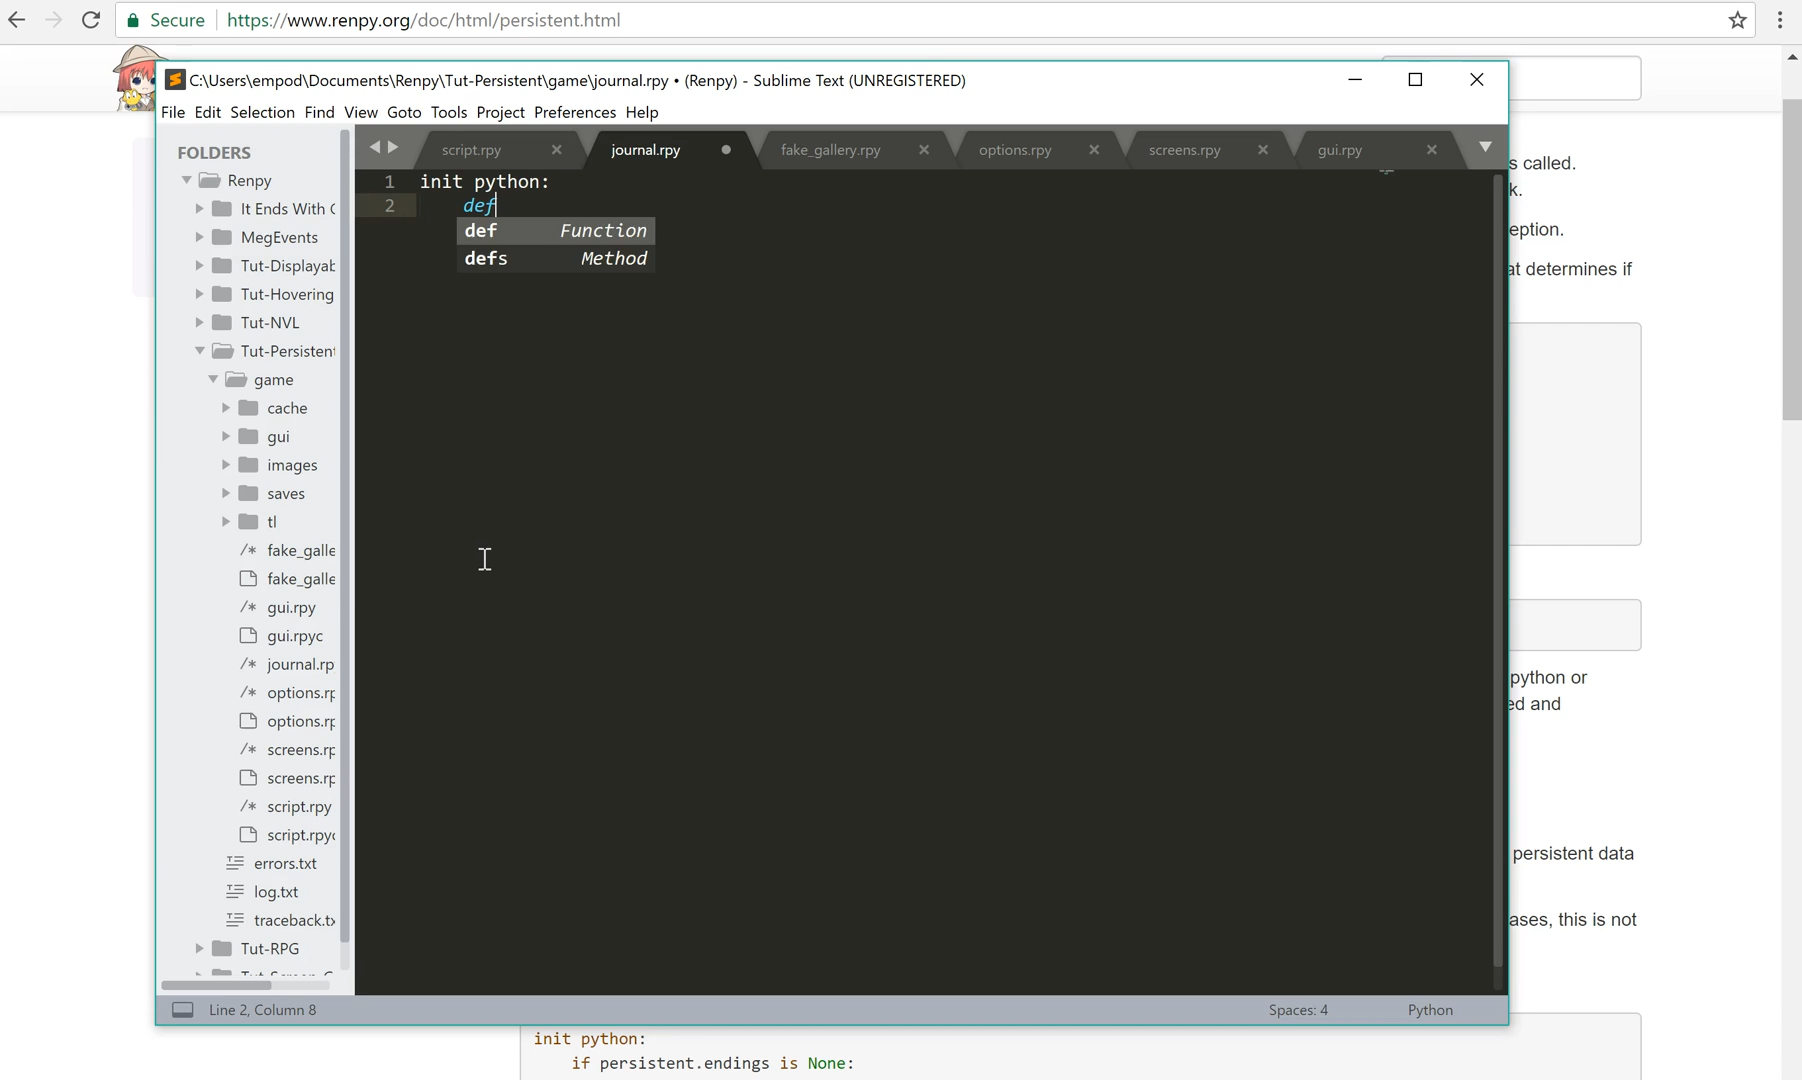 Secure https://www.renpy.org/doc/html/persistent.html
C:\Users\empod\Documents\Renpy\Tut-Persistent\game\journal.rpy • (Renpy) - Sublime Text (UNREGISTERED)
File Edit Selection Find View Goto Tools Project Preferences Help
FOLDERS
Renpy
It Ends With
MegEvents
Tut-Displayab
Tut-Hovering
Tut-NVL
Tut-Persistent
game
cache
gui
images
saves
tl
/* fake_galle
fake_galle
/* gui.rpy
gui.rpyc
/* journal.rp
/* options.rp
options.rp
/* screens.rp
screens.rp
/* script.rpy
script.rpyc
errors.txt
log.txt
traceback.tx
Tut-RPG
script.rpy journal.rpy fake_gallery.rpy options.rpy screens.rpy gui.rpy
1 init python:
2 def
def Function
defs Method
Line 2, Column 8 Spaces: 4 Python
s called.
k.
eption.
at determines if
python or
ed and
persistent data
ases, this is not
init python:
if persistent.endings is None: